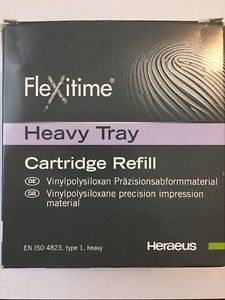 Flexitime®
Heavy Tray
Cartridge Refill
DE Vinylpolysiloxan Präzisionsabformmaterial
GB Vinylpolysiloxane precision impression
material
EN ISO 4823, type 1, heavy
Heraeus